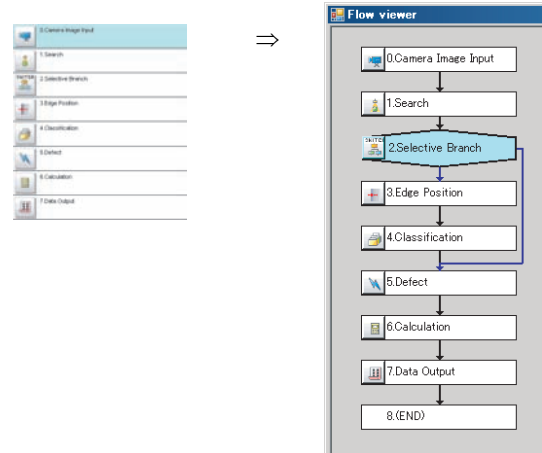 0.Camera Image Input
1.Search
2.Selective Branch
3.Edge Position
4.Classification
5.Defect
6.Calculation
7.Data Output
⇒
Flow viewer
0.Camera Image Input
1.Search
2.Selective Branch
3.Edge Position
4.Classification
5.Defect
6.Calculation
7.Data Output
8.(END)